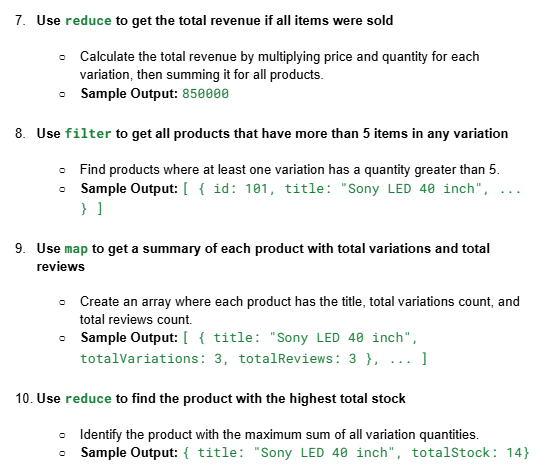 7. Use reduce to get the total revenue if all items were sold
○ Calculate the total revenue by multiplying price and quantity for each
variation, then summing it for all products.
○ Sample Output: 850000
8. Use filter to get all products that have more than 5 items in any variation
○ Find products where at least one variation has a quantity greater than 5.
○ Sample Output: [ { id: 101, title: "Sony LED 40 inch", ...
} ]
9. Use map to get a summary of each product with total variations and total
reviews
○ Create an array where each product has the title, total variations count, and
total reviews count.
○ Sample Output: [ { title: "Sony LED 40 inch",
totalVariations: 3, totalReviews: 3 }, ... ]
10. Use reduce to find the product with the highest total stock
○ Identify the product with the maximum sum of all variation quantities.
○ Sample Output: { title: "Sony LED 40 inch", totalStock: 14}